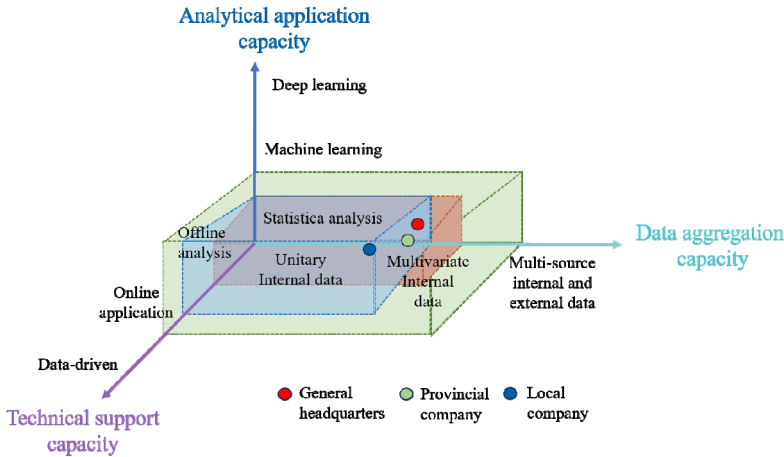 Analytical application
capacity
Deep learning
Machine learning
Statistica analysis
Offline
analysis
Unitary
Internal data
Multivariate
Internal
data
Data aggregation
capacity
Multi-source
internal and
external data
Online
application
Data-driven
Technical support
capacity
General
headquarters
Provincial
company
Local
company